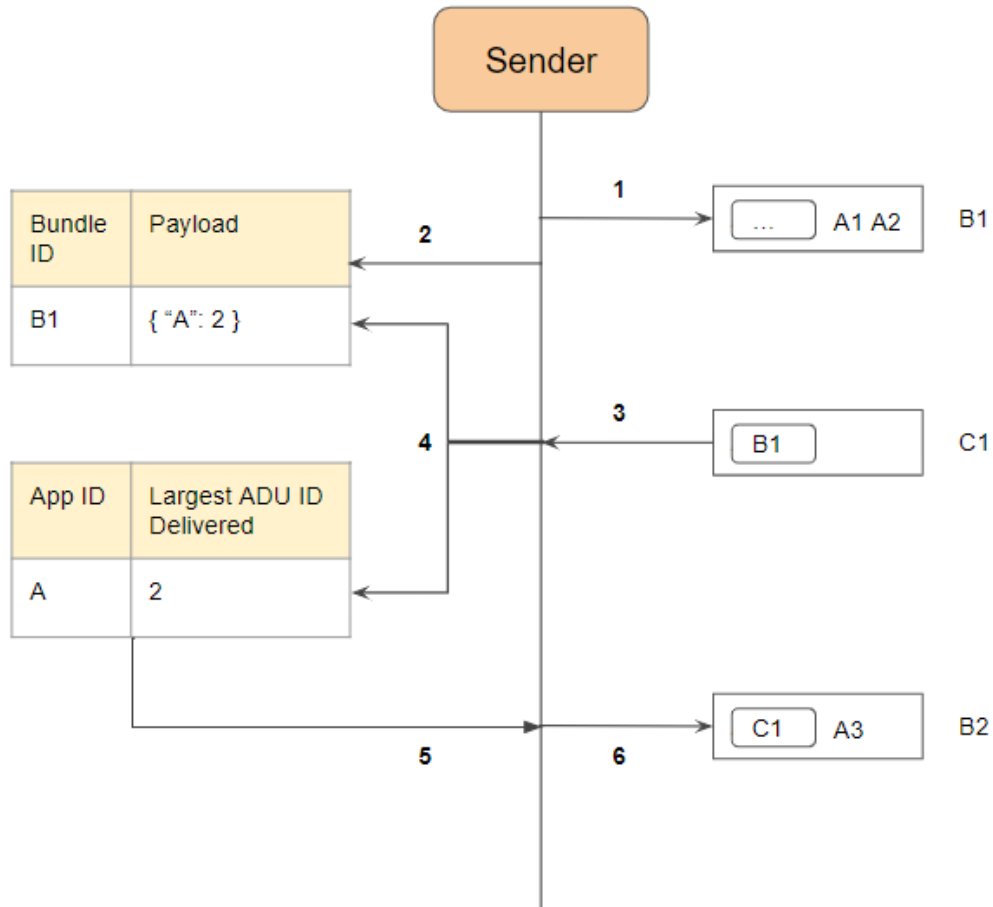 Sender
1
... A1 A2 B1
Bundle
ID
Payload
2
B1 { “A”: 2 }
3
B1 C1
4
App ID
Largest ADU ID
Delivered
A 2
C1 A3 B2
5
6